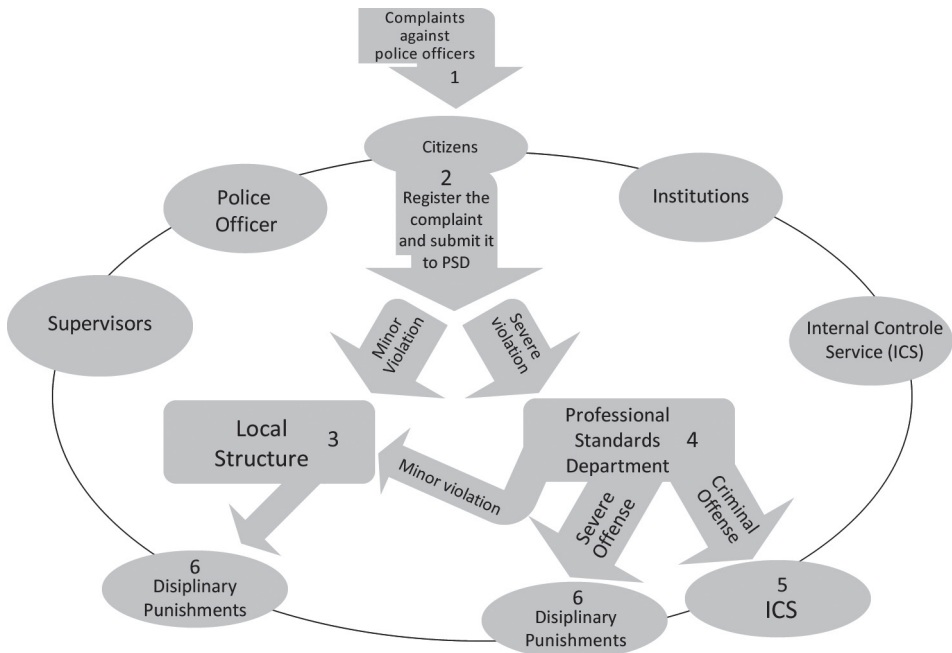 Complaints
against
police officers
1
Citizens
2
Register the
complaint
and submit it
to PSD
Police
Officer
Institutions
Supervisors
Internal Controle
Service (ICS)
Minor
Violation
Severe
violation
Local
Structure
3
Professional
Standards
Department
4
Minor violation
Severe
Offense
Criminal
Offense
6
Disiplinary
Punishments
6
Disiplinary
Punishments
5
ICS